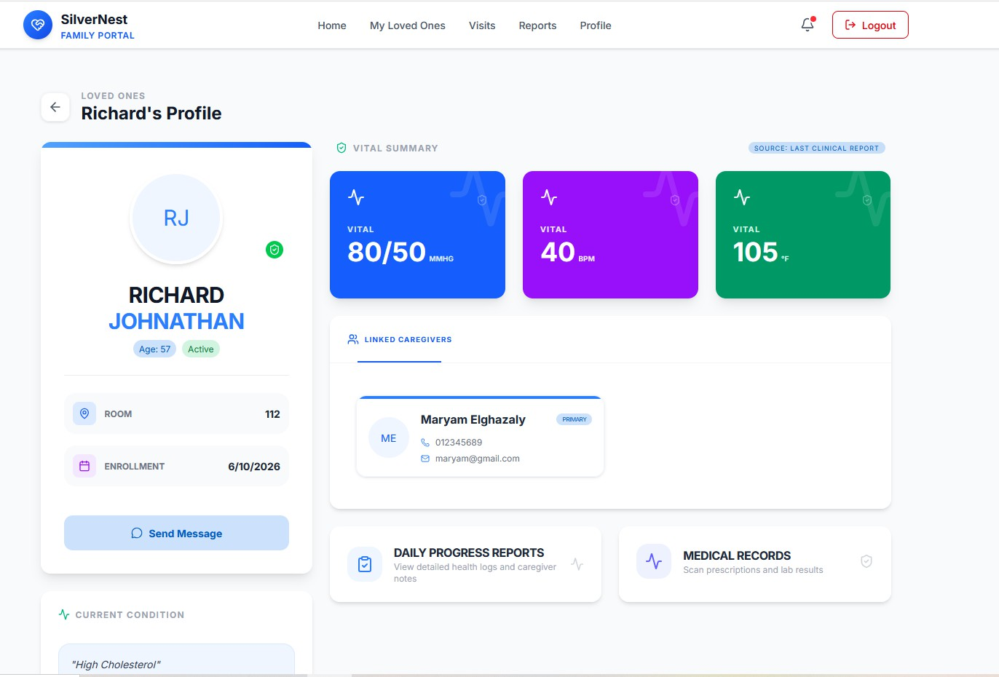 SilverNest
FAMILY PORTAL
Home
My Loved Ones
Visits
Reports
Profile
Logout
LOVED ONES
Richard's Profile
RJ
RICHARD
JOHNATHAN
Age: 57
Active
ROOM
112
ENROLLMENT
6/10/2026
Send Message
CURRENT CONDITION
"High Cholesterol"
VITAL SUMMARY
SOURCE: LAST CLINICAL REPORT
VITAL
80/50 MMHG
VITAL
40 BPM
VITAL
105 °F
LINKED CAREGIVERS
ME
Maryam Elghazaly
PRIMARY
012345689
maryam@gmail.com
DAILY PROGRESS REPORTS
View detailed health logs and caregiver
notes
MEDICAL RECORDS
Scan prescriptions and lab results